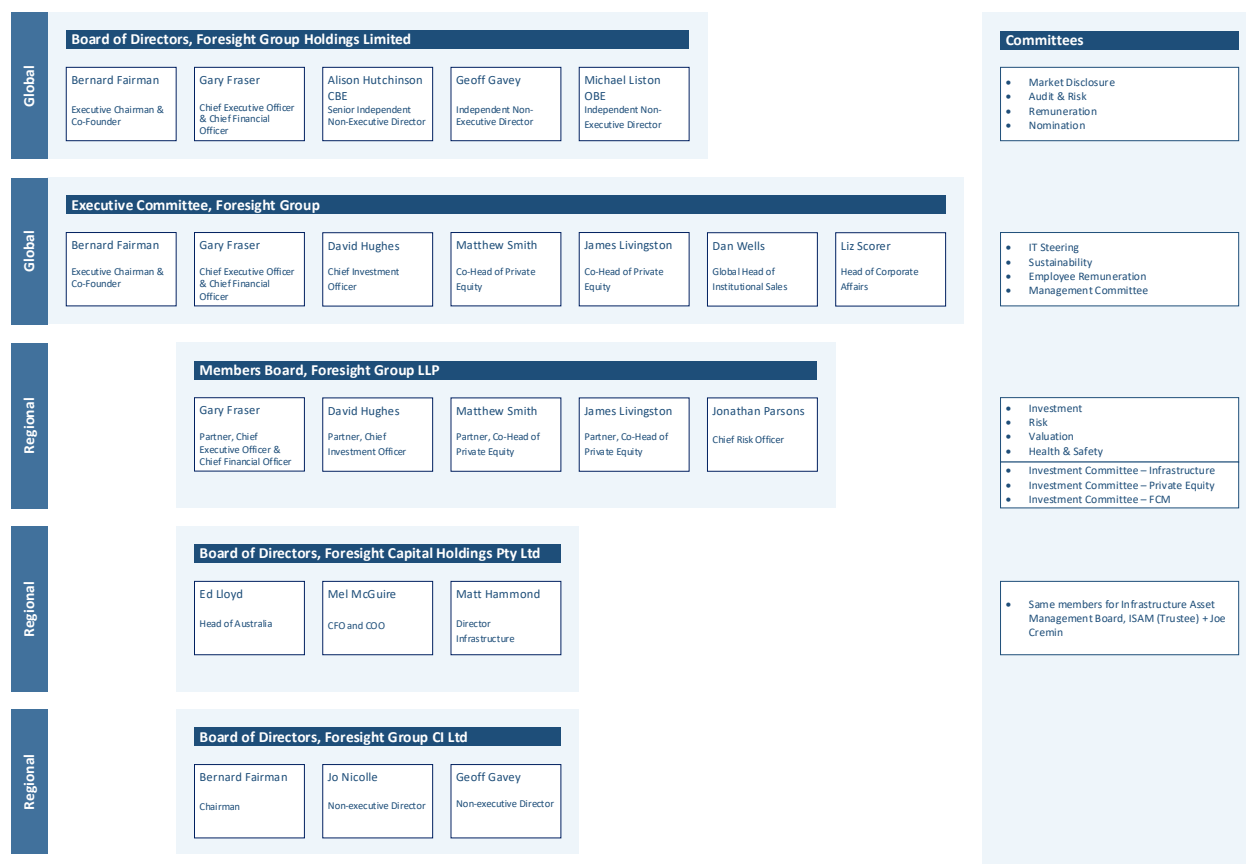 Global
Board of Directors, Foresight Group Holdings Limited
Bernard Fairman
Executive Chairman &
Co-Founder
Gary Fraser
Chief Executive Officer
& Chief Financial
Officer
Alison Hutchinson
CBE
Senior Independent
Non-Executive Director
Geoff Gavey
Independent Non-
Executive Director
Michael Liston
OBE
Independent Non-
Executive Director
Committees
• Market Disclosure
• Audit & Risk
• Remuneration
• Nomination
Global
Executive Committee, Foresight Group
Bernard Fairman
Executive Chairman &
Co-Founder
Gary Fraser
Chief Executive Officer
& Chief Financial
Officer
David Hughes
Chief Investment
Officer
Matthew Smith
Co-Head of Private
Equity
James Livingston
Co-Head of Private
Equity
Dan Wells
Global Head of
Institutional Sales
Liz Scorer
Head of Corporate
Affairs
• IT Steering
• Sustainability
• Employee Remuneration
• Management Committee
Regional
Members Board, Foresight Group LLP
Gary Fraser
Partner, Chief
Executive Officer &
Chief Financial Officer
David Hughes
Partner, Chief
Investment Officer
Matthew Smith
Partner, Co-Head of
Private Equity
James Livingston
Partner, Co-Head of
Private Equity
Jonathan Parsons
Chief Risk Officer
• Investment
• Risk
• Valuation
• Health & Safety
• Investment Committee – Infrastructure
• Investment Committee – Private Equity
• Investment Committee – FCM
Regional
Board of Directors, Foresight Capital Holdings Pty Ltd
Ed Lloyd
Head of Australia
Mel McGuire
CFO and COO
Matt Hammond
Director
Infrastructure
• Same members for Infrastructure Asset
Management Board, ISAM (Trustee) + Joe
Cremin
Regional
Board of Directors, Foresight Group CI Ltd
Bernard Fairman
Chairman
Jo Nicolle
Non-executive Director
Geoff Gavey
Non-executive Director